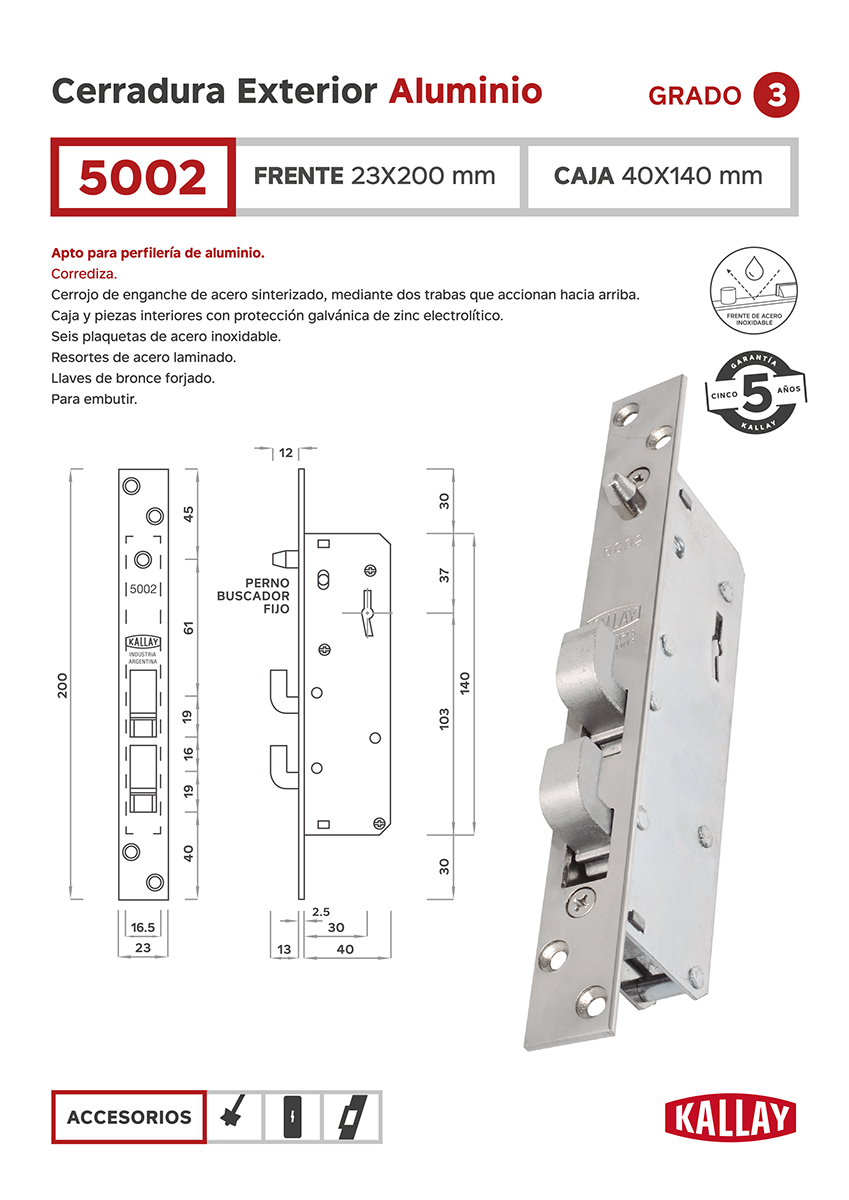 Cerradura Exterior Aluminio
GRADO 3
5002
FRENTE 23X200 mm
CAJA 40X140 mm
Apto para perfilería de aluminio.
Corrediza.
Cerrojo de enganche de acero sinterizado, mediante dos trabas que accionan hacia arriba.
Caja y piezas interiores con protección galvánica de zinc electrolítico.
Seis plaquetas de acero inoxidable.
Resortes de acero laminado.
Llaves de bronce forjado.
Para embutir.
FRENTE DE ACERO
INOXIDABLE
GARANTÍA
CINCO 5 AÑOS
KALLAY
12
45
30
37
5002
PERNO
BUSCADOR
FIJO
61
KALLAY
INDUSTRIA
ARGENTINA
200
140
19
103
16
19
40
30
2.5
16.5
30
23
13
40
5002
KALLAY
ACCESORIOS
KALLAY